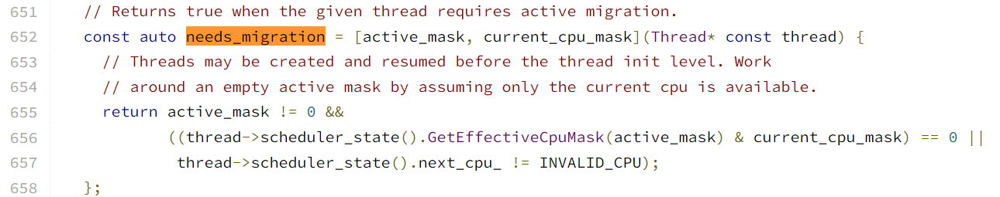 651 // Returns true when the given thread requires active migration.
652 const auto needs_migration = [active_mask, current_cpu_mask](Thread* const thread) {
653 // Threads may be created and resumed before the thread init level. Work
654 // around an empty active mask by assuming only the current cpu is available.
655 return active_mask != 0 &&
656 ((thread->scheduler_state().GetEffectiveCpuMask(active_mask) & current_cpu_mask) == 0 ||
657 thread->scheduler_state().next_cpu_ != INVALID_CPU);
658 };